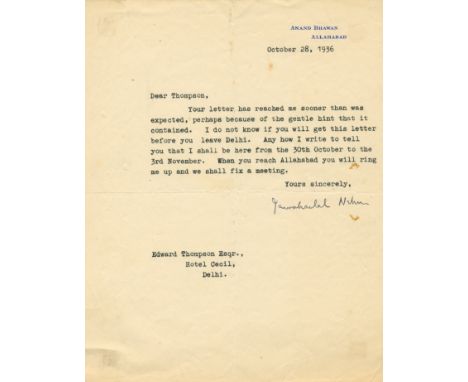 ANAND BHAWAN
ALLAHABAD
October 28, 1936
Dear Thompson,
Your letter has reached me sooner than was
expected, perhaps because of the gentle hint that it
contained. I do not know if you will get this letter
before you leave Delhi. Any how I write to tell
you that I shall be here from the 30th October to the
3rd November. When you reach Allahabad you will ring
me up and we shall fix a meeting.
Yours sincerely,
Jawaharlal Nehru
Edward Thompson Esqr.,
Hotel Cecil,
Delhi.